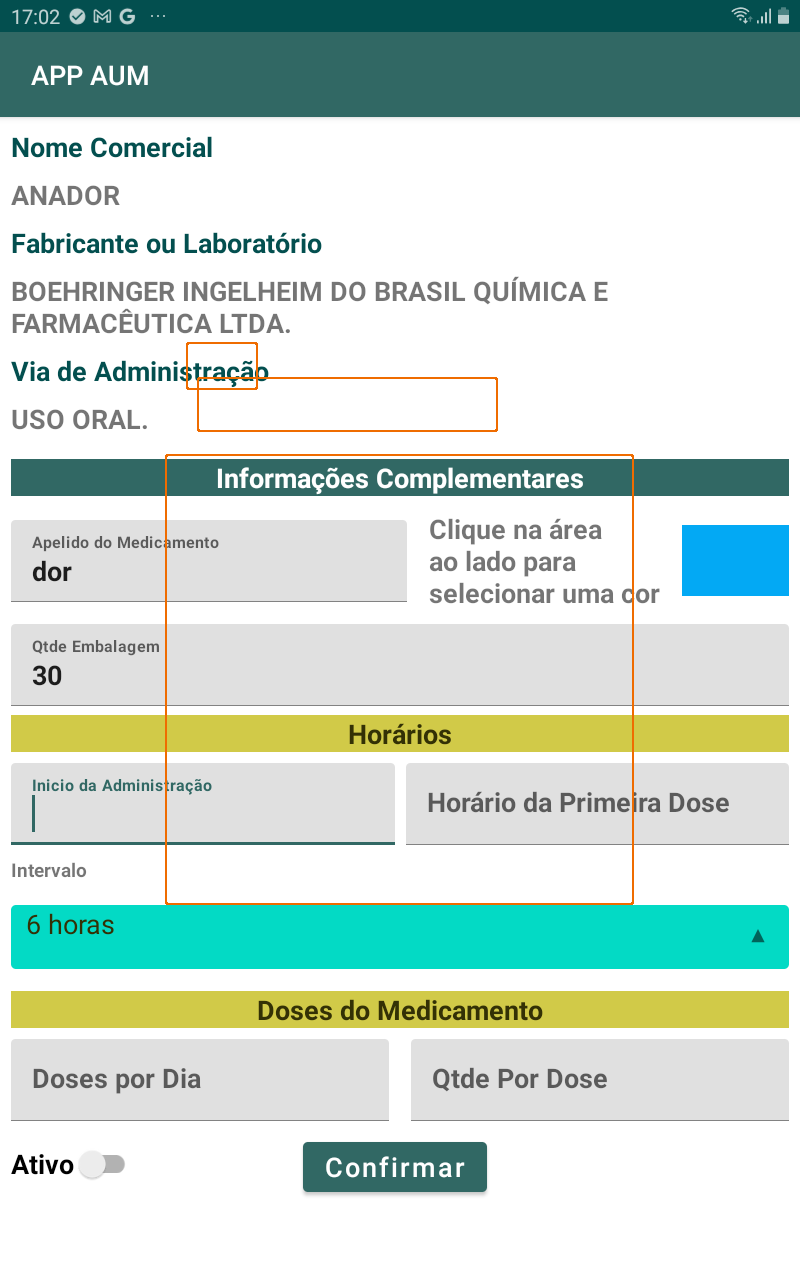 17:02
APP AUM
Nome Comercial
ANADOR
Fabricante ou Laboratório
BOEHRINGER INGELHEIM DO BRASIL QUÍMICA E
FARMACÊUTICA LTDA.
Via de Administração
USO ORAL.
Informações Complementares
Apelido do Medicamento
dor
Clique na área
ao lado para
selecionar uma cor
Qtde Embalagem
30
Horários
Inicio da Administração
Horário da Primeira Dose
Intervalo
6 horas
Doses do Medicamento
Doses por Dia
Qtde Por Dose
Ativo
Confirmar